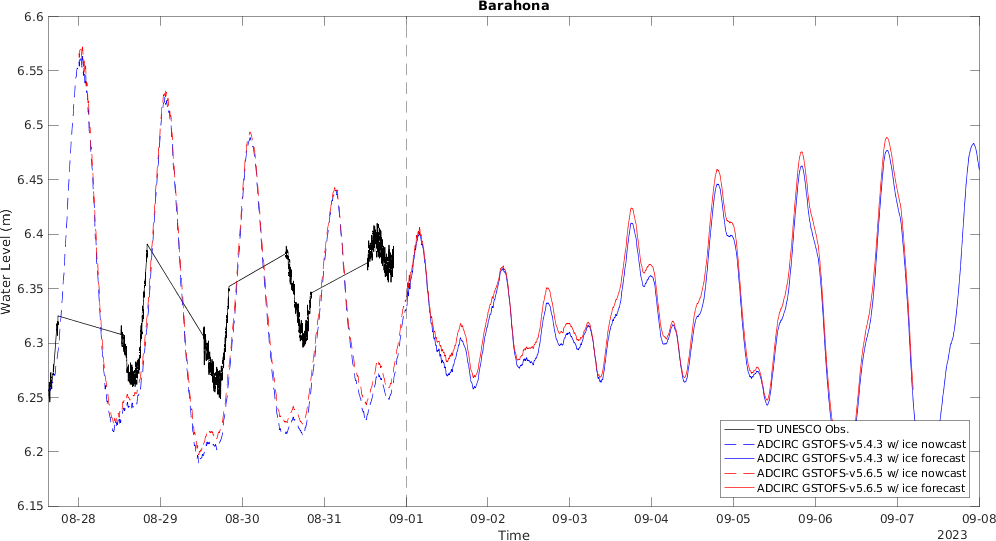 Barahona
6.6
6.55
6.5
6.45
6.4
6.35
6.3
6.25
6.2
6.15
Water Level (m)
08-28 08-29 08-30 08-31 09-01 09-02 09-03 09-04 09-05 09-06 09-07 09-08
Time
2023
TD UNESCO Obs.
ADCIRC GSTOFS-v5.4.3 w/ ice nowcast
ADCIRC GSTOFS-v5.4.3 w/ ice forecast
ADCIRC GSTOFS-v5.6.5 w/ ice nowcast
ADCIRC GSTOFS-v5.6.5 w/ ice forecast